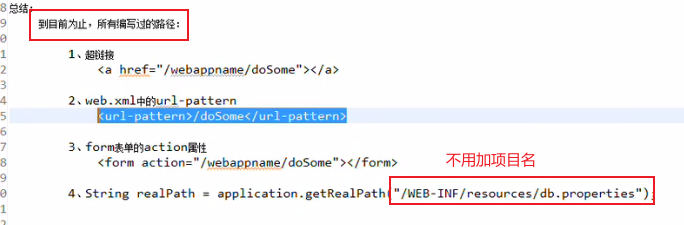 8 总结：
9 到目前为止，所有编写过的路径：
0
1 1、超链接
2 <a href="/webappname/doSome"></a>
3
4 2、web.xml中的url-pattern
5 <url-pattern>/doSome</url-pattern>
6
7 3、form表单的action属性
8 <form action="/webappname/doSome"></form>
9 不用加项目名
0 4、String realPath = application.getRealPath("/WEB-INF/resources/db.properties");
1
2